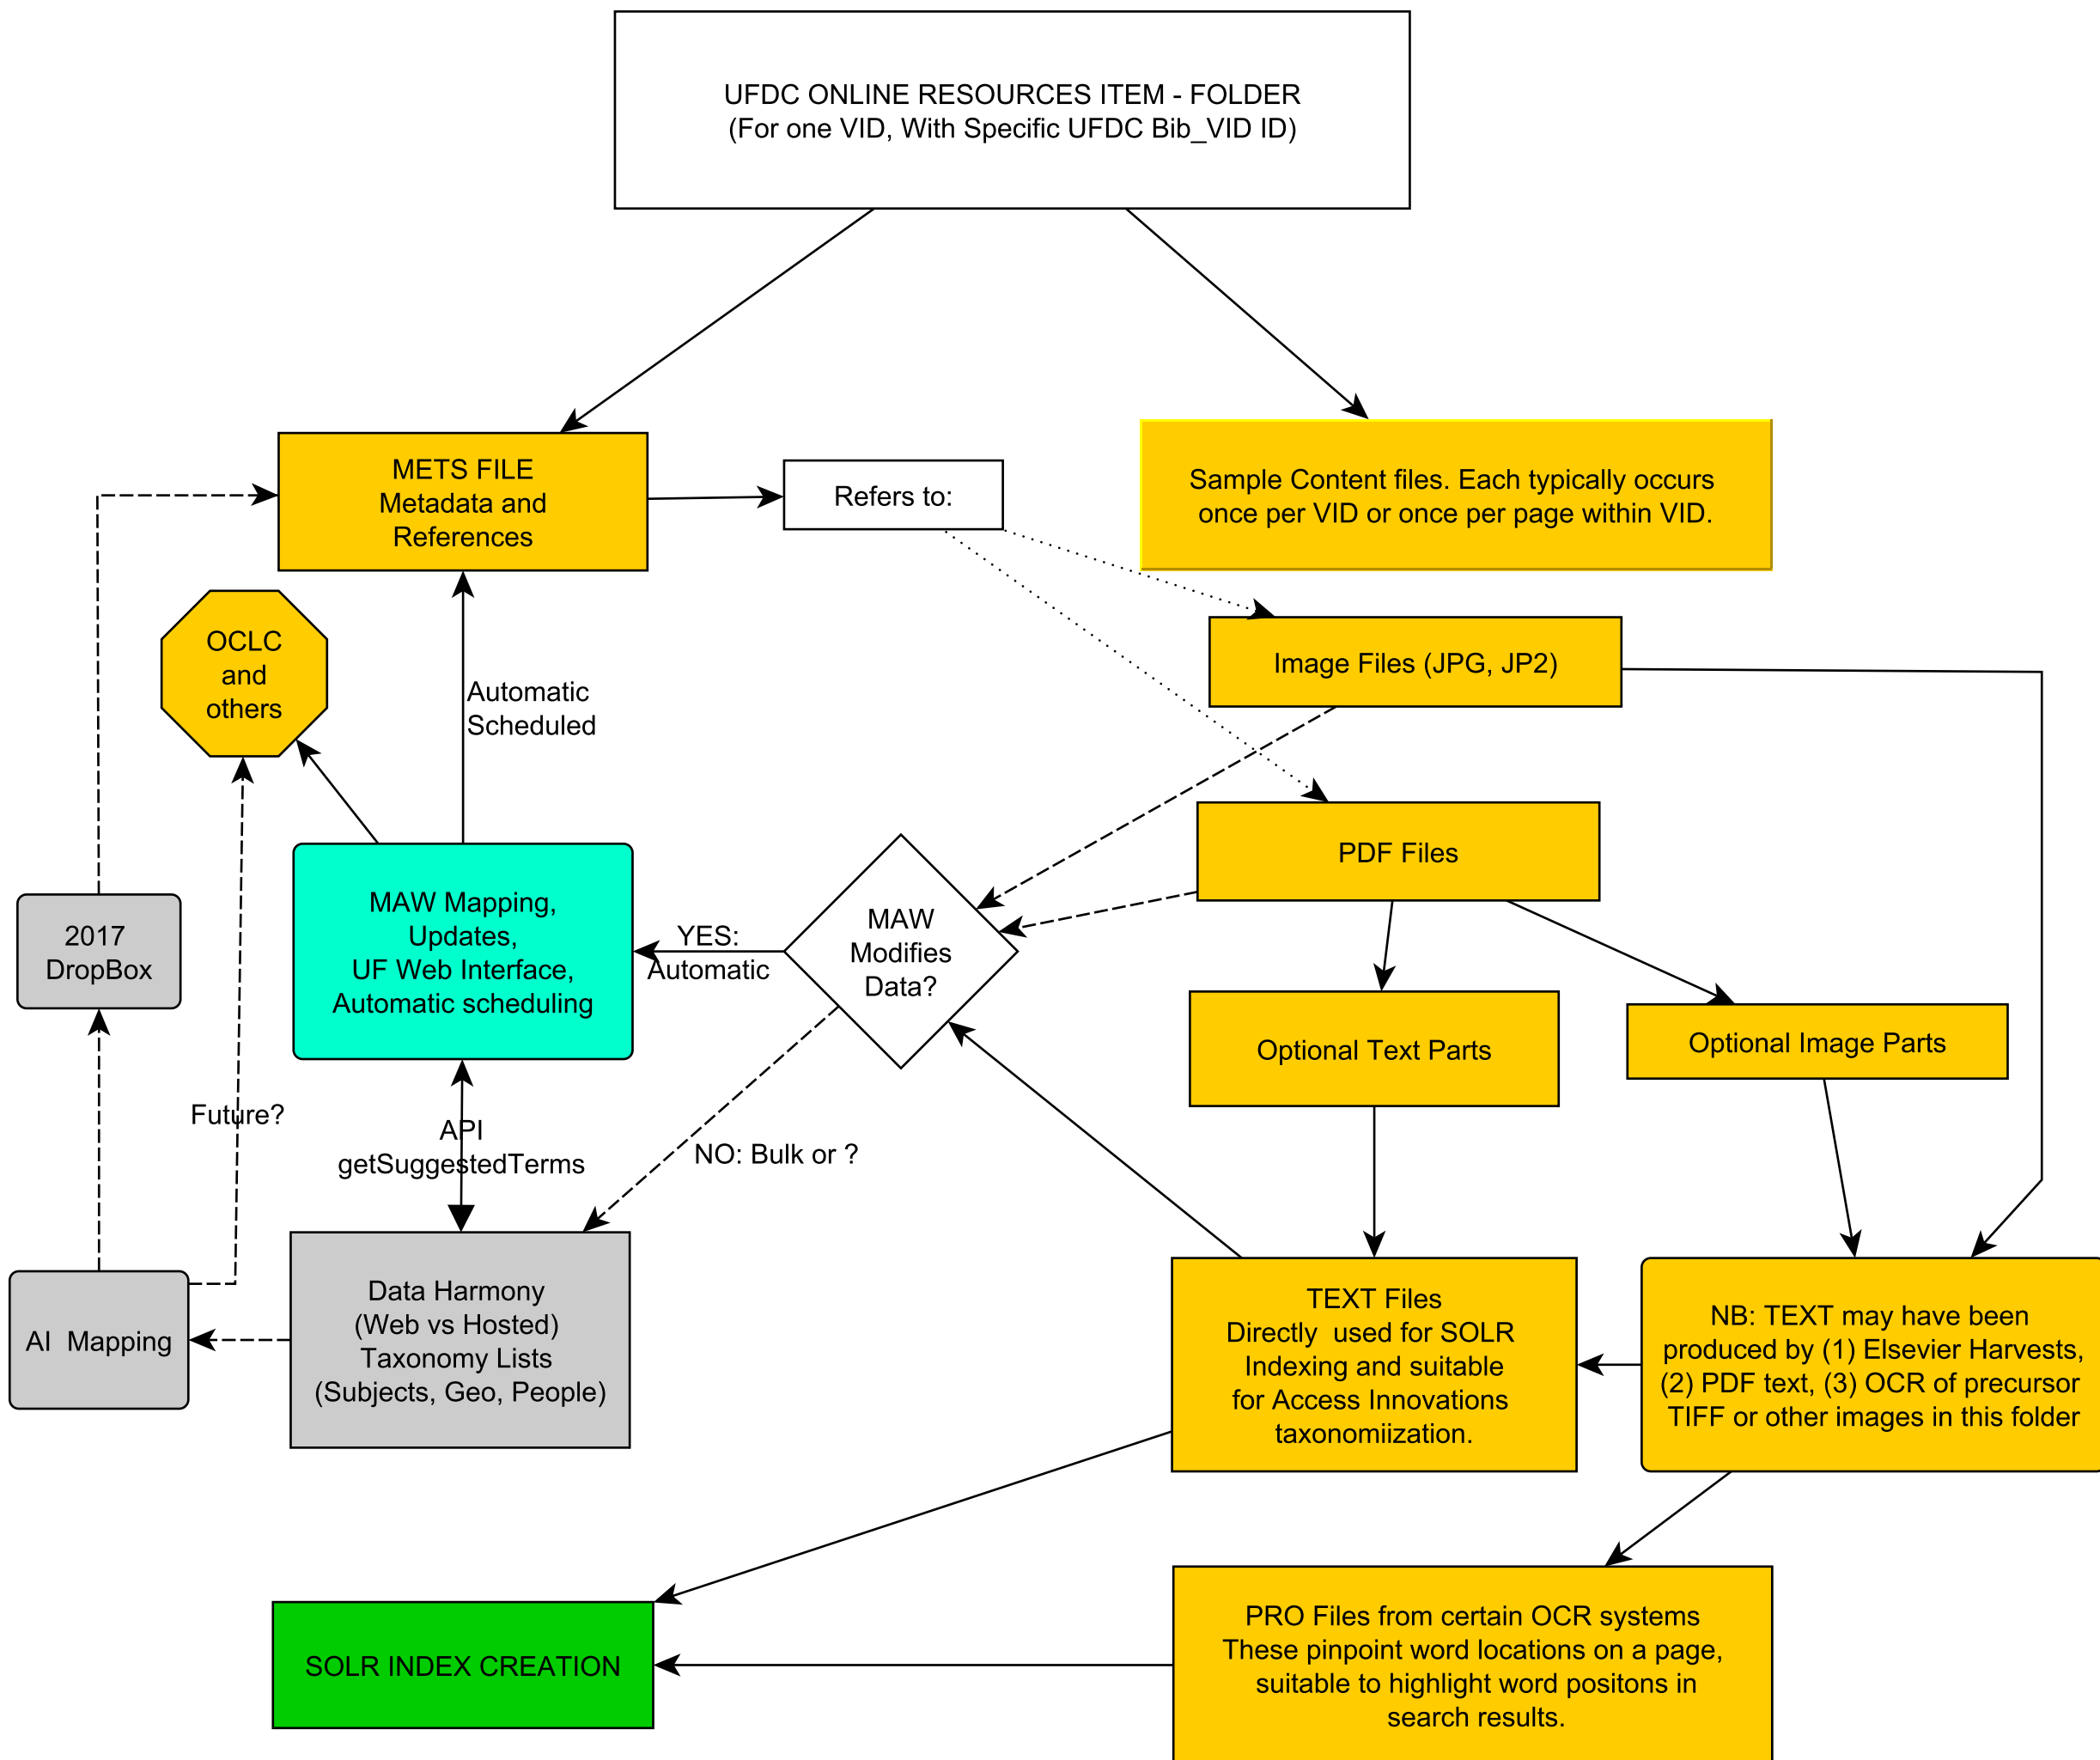 UFDC ONLINE RESOURCES ITEM - FOLDER
(For one VID, With Specific UFDC Bib_VID ID)
METS FILE
Metadata and
References
Refers to:
Sample Content files. Each typically occurs
once per VID or once per page within VID.
OCLC
and
others
Automatic
Scheduled
Image Files (JPG, JP2)
PDF Files
2017
DropBox
MAW Mapping,
Updates,
UF Web Interface,
Automatic scheduling
YES:
Automatic
MAW
Modifies
Data?
Optional Text Parts
Optional Image Parts
Future?
API
getSuggestedTerms
NO: Bulk or ?
AI  Mapping
Data Harmony
(Web vs Hosted)
Taxonomy Lists
(Subjects, Geo, People)
TEXT Files
Directly  used for SOLR
Indexing and suitable
for Access Innovations
taxonomiization.
NB: TEXT may have been
produced by (1) Elsevier Harvests,
(2) PDF text, (3) OCR of precursor
TIFF or other images in this folder
SOLR INDEX CREATION
PRO Files from certain OCR systems
These pinpoint word locations on a page,
suitable to highlight word positons in
search results.